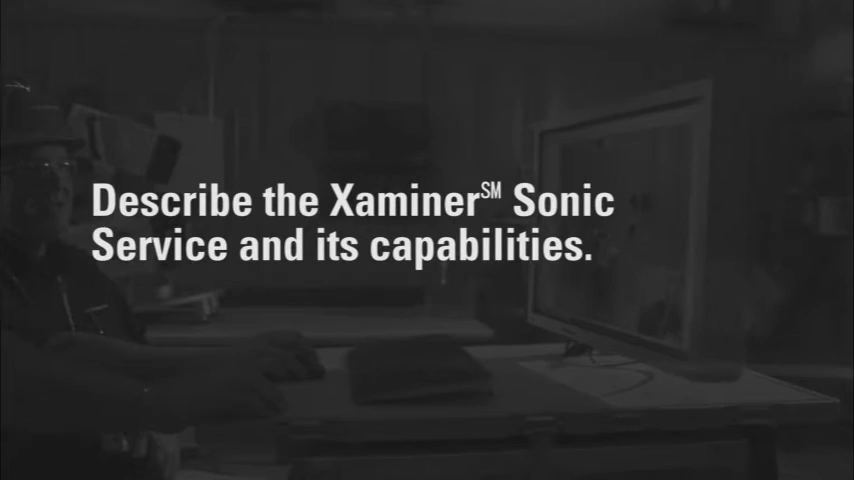 Describe the Xaminer℠ Sonic
Service and its capabilities.